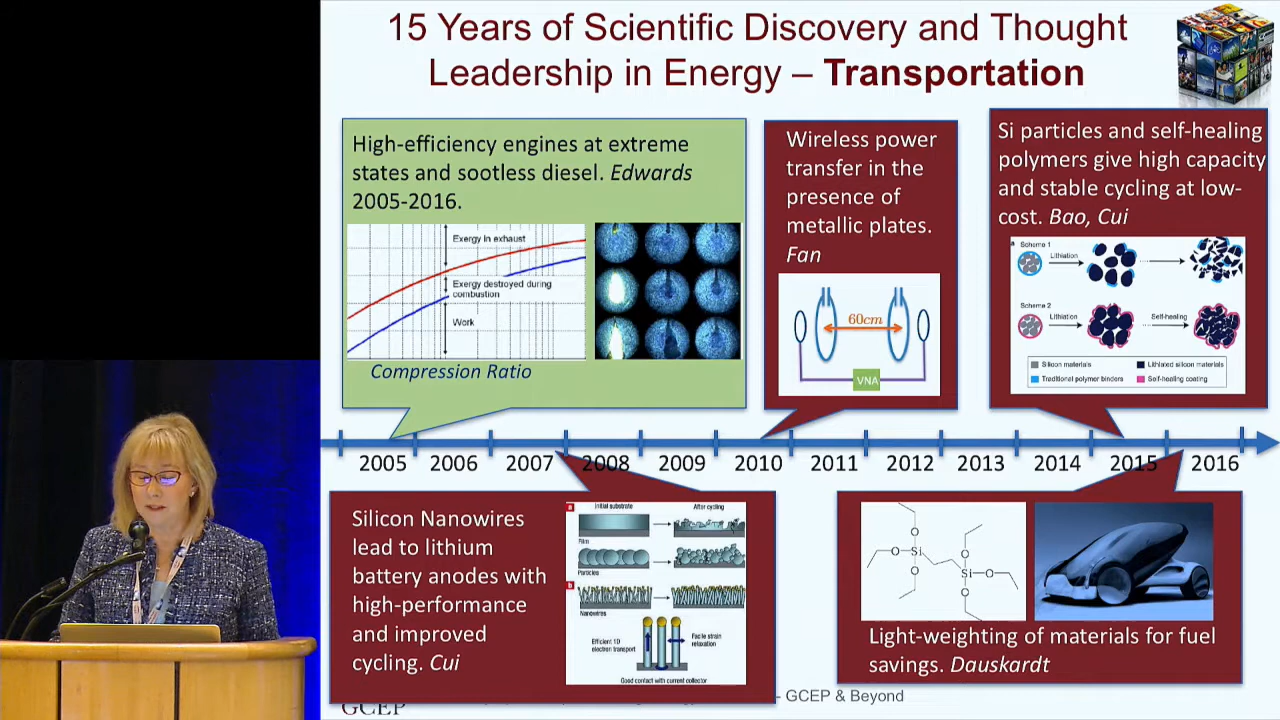 15 Years of Scientific Discovery and Thought
Leadership in Energy – Transportation
High-efficiency engines at extreme
states and sootless diesel. Edwards
2005-2016.
Exergy in exhaust
Exergy destroyed during
combustion
Work
Compression Ratio
Wireless power
transfer in the
presence of
metallic plates.
Fan
60cm
VNA
Si particles and self-healing
polymers give high capacity
and stable cycling at low-
cost. Bao, Cui
a
Scheme 1
Lithiation
Scheme 2
Lithiation
Self-healing
Silicon materials
Lithiated silicon materials
Traditional polymer binders
Self-healing coating
2005 2006 2007 2008 2009 2010 2011 2012 2013 2014 2015 2016
Silicon Nanowires
lead to lithium
battery anodes with
high-performance
and improved
cycling. Cui
a
Initial substrate
After cycling
Film
Particles
b
Nanowires
Efficient 1D
electron transport
Facile strain
relaxation
Good contact with current collector
Si
O
O
O
O
O
Si
O
Light-weighting of materials for fuel
savings. Dauskardt
GCEP
- GCEP & Beyond